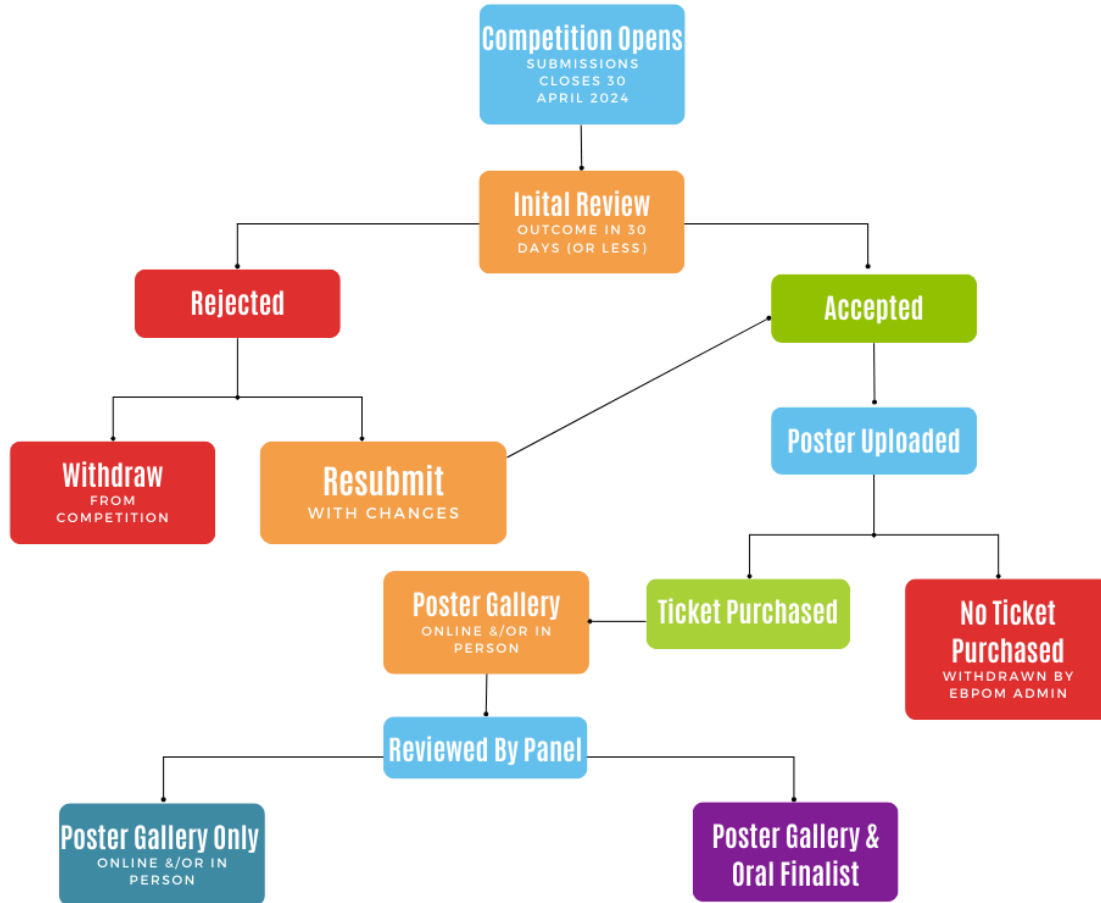 Competition Opens
SUBMISSIONS
CLOSES 30
APRIL 2024
Inital Review
OUTCOME IN 30
DAYS (OR LESS)
Rejected
Accepted
Withdraw
FROM
COMPETITION
Resubmit
WITH CHANGES
Poster Uploaded
Poster Gallery
ONLINE &/OR IN
PERSON
Ticket Purchased
No Ticket
Purchased
WITHDRAWN BY
EBPOM ADMIN
Reviewed By Panel
Poster Gallery Only
ONLINE &/OR IN
PERSON
Poster Gallery &
Oral Finalist